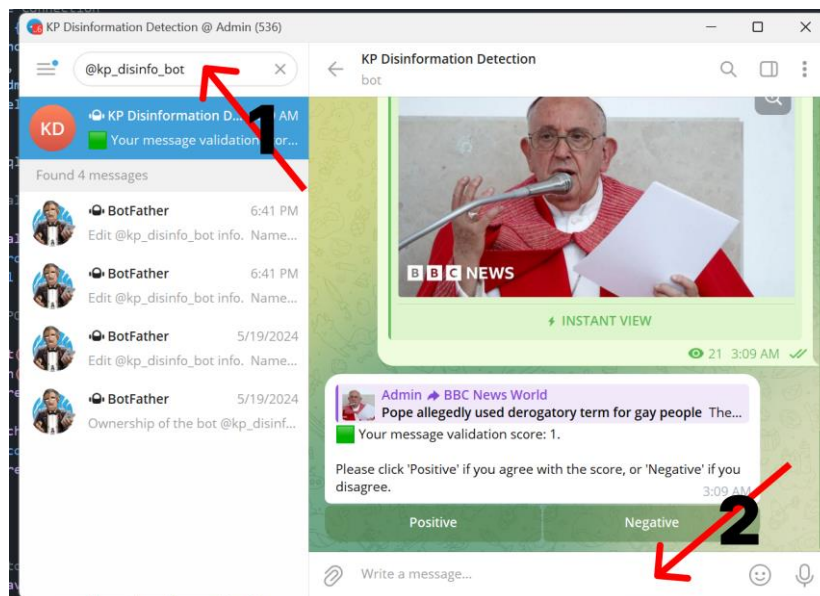 KP Disinformation Detection @ Admin (536)
@kp_disinfo_bot
1
KD
KP Disinformation D...
AM
Your message validation
Found 4 messages
BotFather 6:41 PM
Edit @kp_disinfo_bot info. Name...
BotFather 6:41 PM
Edit @kp_disinfo_bot info. Name...
BotFather 5/19/2024
Edit @kp_disinfo_bot info. Name...
BotFather 5/19/2024
Ownership of the bot @kp_disinf...
KP Disinformation Detection
bot
BBC NEWS
INSTANT VIEW
21 3:09 AM
Admin BBC News World
Pope allegedly used derogatory term for gay people The...
Your message validation score: 1.
Please click 'Positive' if you agree with the score, or 'Negative' if you
disagree.
3:09 AM
Positive Negative
2
Write a message...